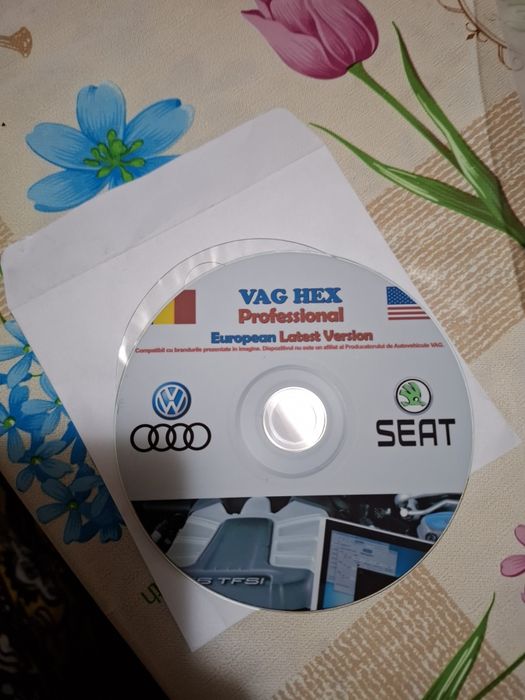 VAG HEX
Professional
European Latest Version
Compatibil cu brandurile prezentate in imagine. Dispozitivul nu este un afiliat al Producatorului de Autovehicule VAG.
SEAT
5 TFSI